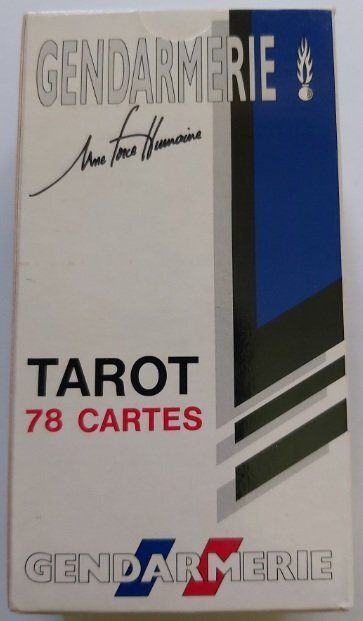 GENDARMERIE
Une force Humaine
TAROT
78 CARTES
GENDARMERIE